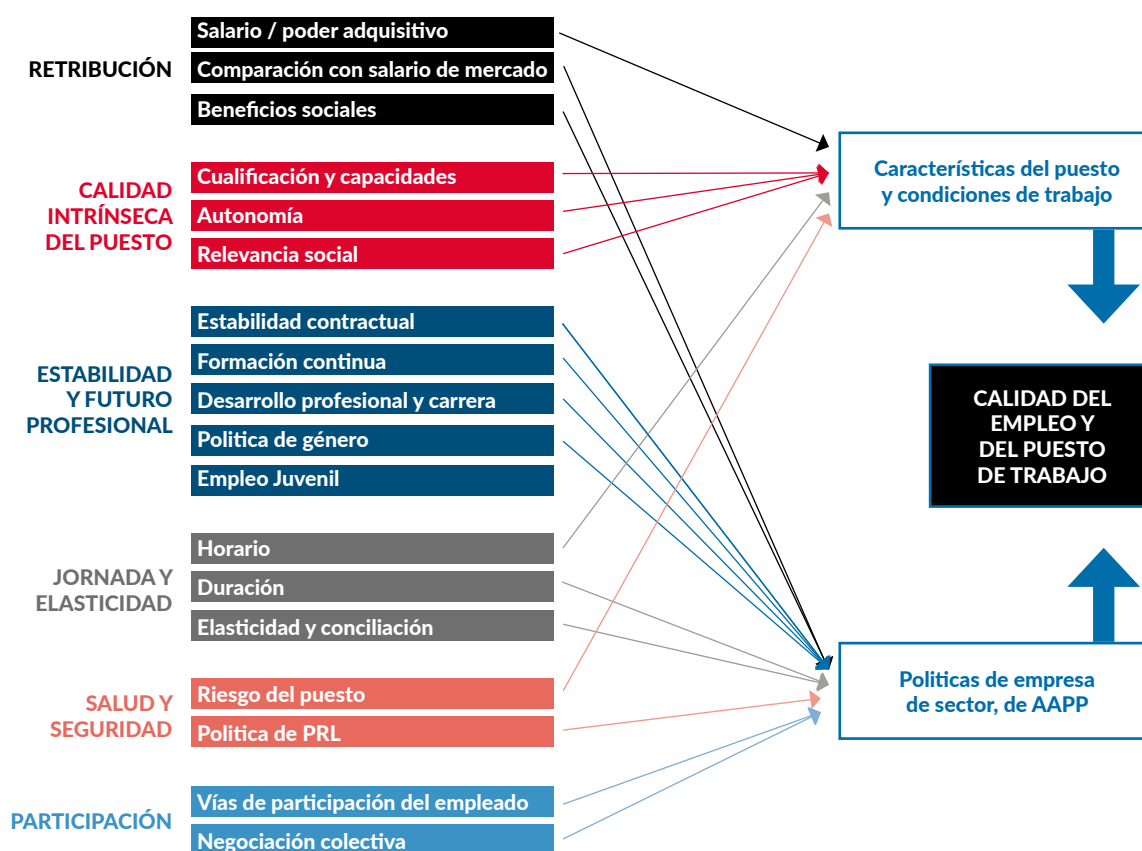 RETRIBUCIÓN
Salario / poder adquisitivo
Comparación con salario de mercado
Beneficios sociales
CALIDAD
INTRÍNSECA
DEL PUESTO
Cualificación y capacidades
Autonomía
Relevancia social
ESTABILIDAD
Y FUTURO
PROFESIONAL
Estabilidad contractual
Formación continua
Desarrollo profesional y carrera
Politica de género
Empleo Juvenil
JORNADA Y
ELASTICIDAD
Horario
Duración
Elasticidad y conciliación
SALUD Y
SEGURIDAD
Riesgo del puesto
Politica de PRL
PARTICIPACIÓN
Vías de participación del empleado
Negociación colectiva
Características del puesto
y condiciones de trabajo
CALIDAD DEL
EMPLEO Y
DEL PUESTO
DE TRABAJO
Politicas de empresa
de sector, de AAPP